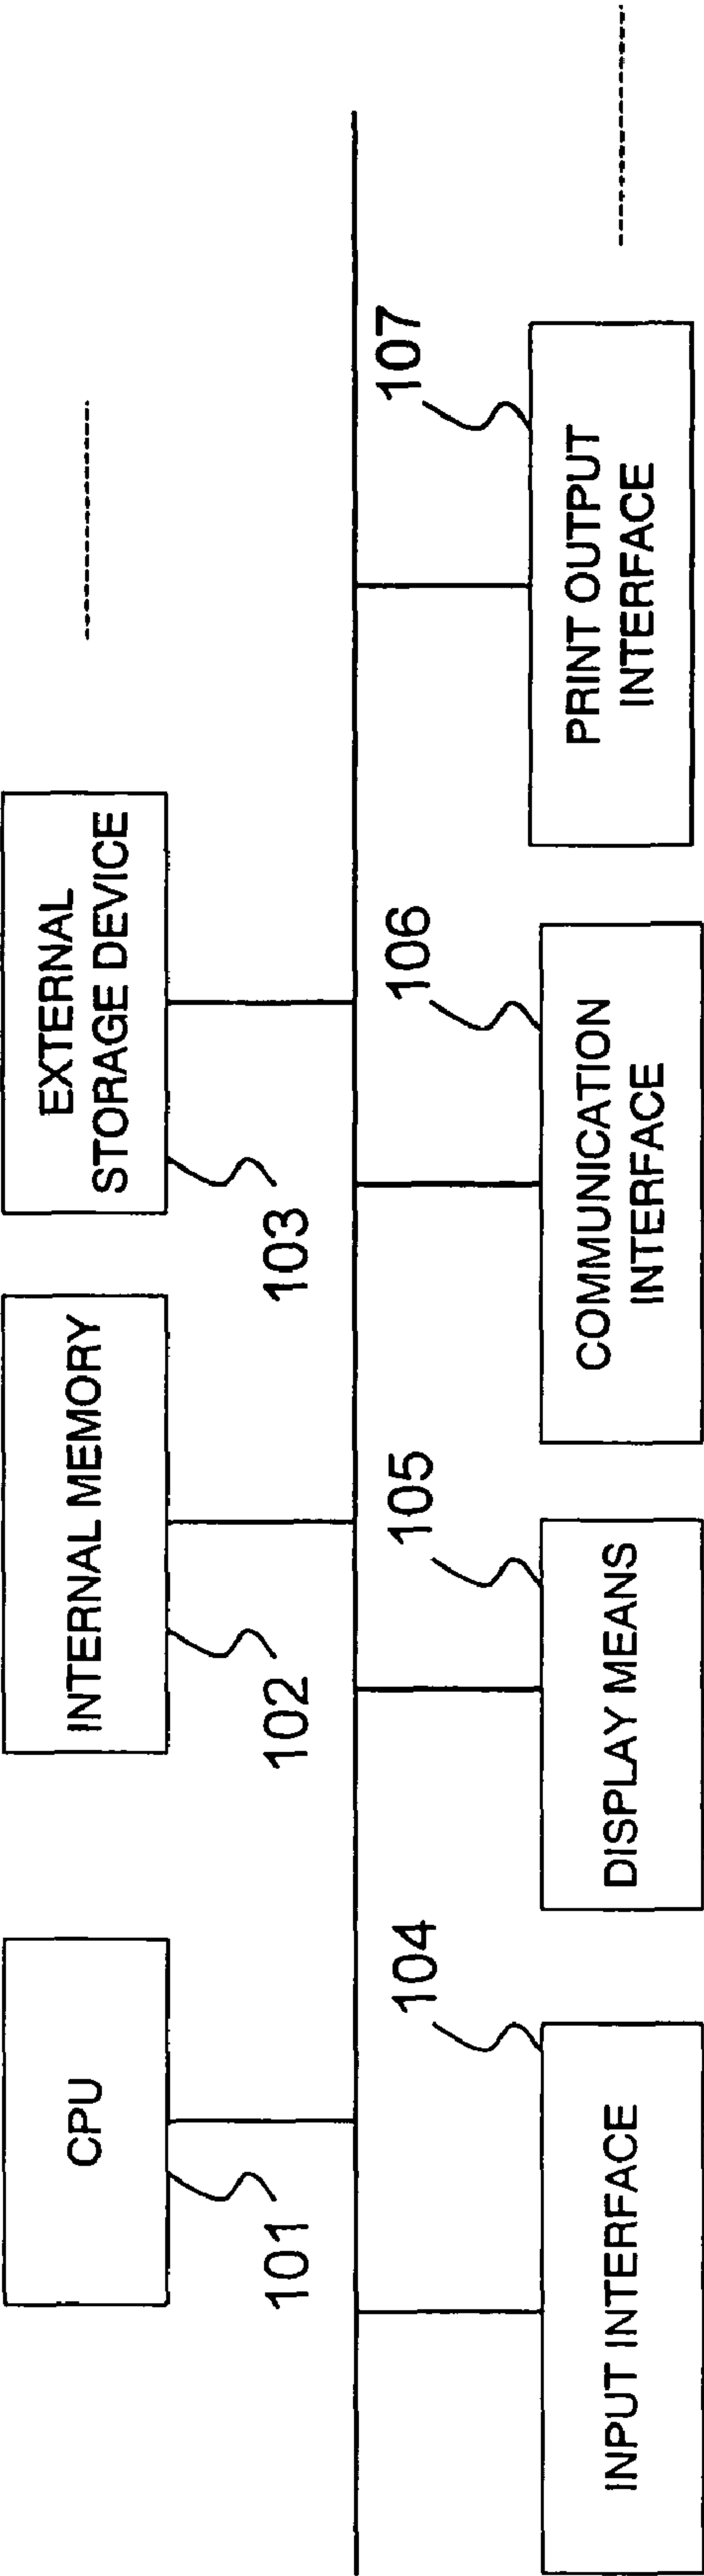 CPU
101
INTERNAL MEMORY
102
EXTERNAL
STORAGE DEVICE
103
INPUT INTERFACE
104
DISPLAY MEANS
105
COMMUNICATION
INTERFACE
106
PRINT OUTPUT
INTERFACE
107